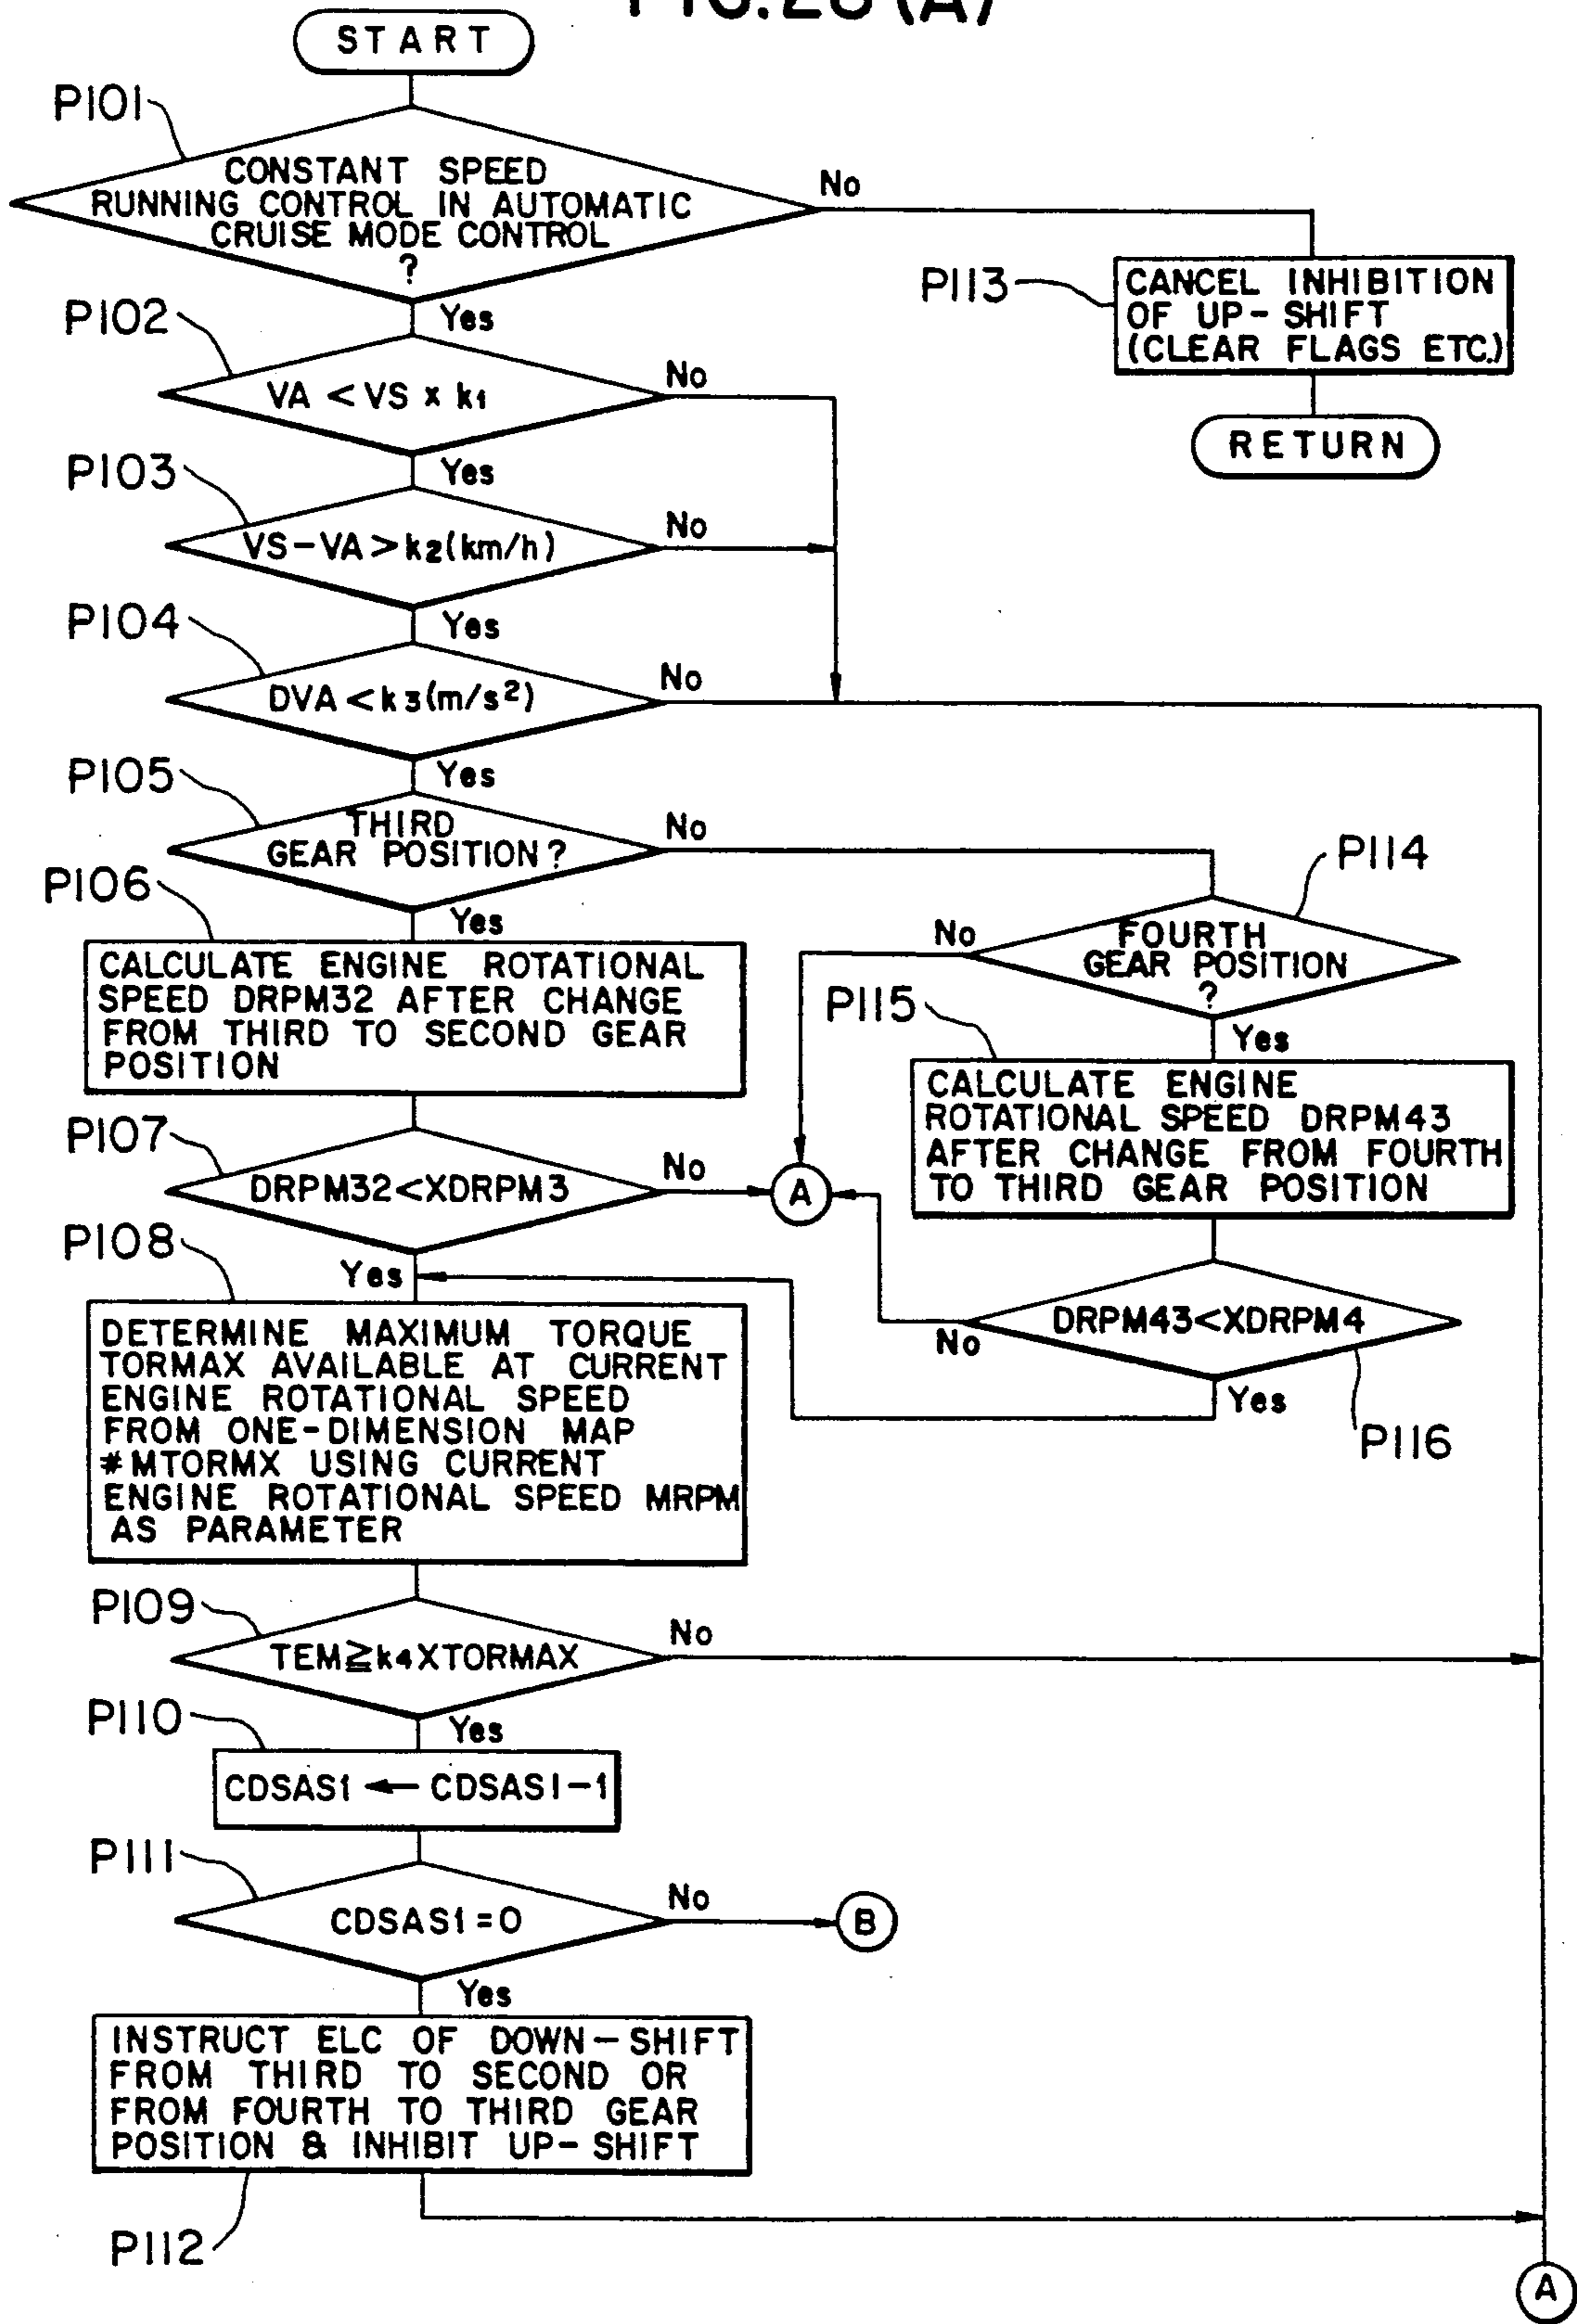 FIG. 28 (A)
START
P101
CONSTANT SPEED
RUNNING CONTROL IN AUTOMATIC
CRUISE MODE CONTROL
?
No
Yes
P113
CANCEL INHIBITION
OF UP-SHIFT
(CLEAR FLAGS ETC.)
RETURN
P102
VA < VS x k1
No
Yes
P103
VS-VA > k2(km/h)
No
Yes
P104
DVA < k3(m/s²)
No
Yes
P105
THIRD
GEAR POSITION?
No
Yes
P114
FOURTH
GEAR POSITION
?
No
Yes
P106
CALCULATE ENGINE ROTATIONAL
SPEED DRPM32 AFTER CHANGE
FROM THIRD TO SECOND GEAR
POSITION
P115
CALCULATE ENGINE
ROTATIONAL SPEED DRPM43
AFTER CHANGE FROM FOURTH
TO THIRD GEAR POSITION
P107
DRPM32<XDRPM3
No
A
Yes
DRPM43<XDRPM4
No
Yes
P116
P108
DETERMINE MAXIMUM TORQUE
TORMAX AVAILABLE AT CURRENT
ENGINE ROTATIONAL SPEED
FROM ONE-DIMENSION MAP
#MTORMX USING CURRENT
ENGINE ROTATIONAL SPEED MRPM
AS PARAMETER
P109
TEM≧k4XTORMAX
No
Yes
P110
CDSAS1 ← CDSAS1-1
P111
CDSAS1=0
No
B
Yes
INSTRUCT ELC OF DOWN-SHIFT
FROM THIRD TO SECOND OR
FROM FOURTH TO THIRD GEAR
POSITION & INHIBIT UP-SHIFT
P112
A